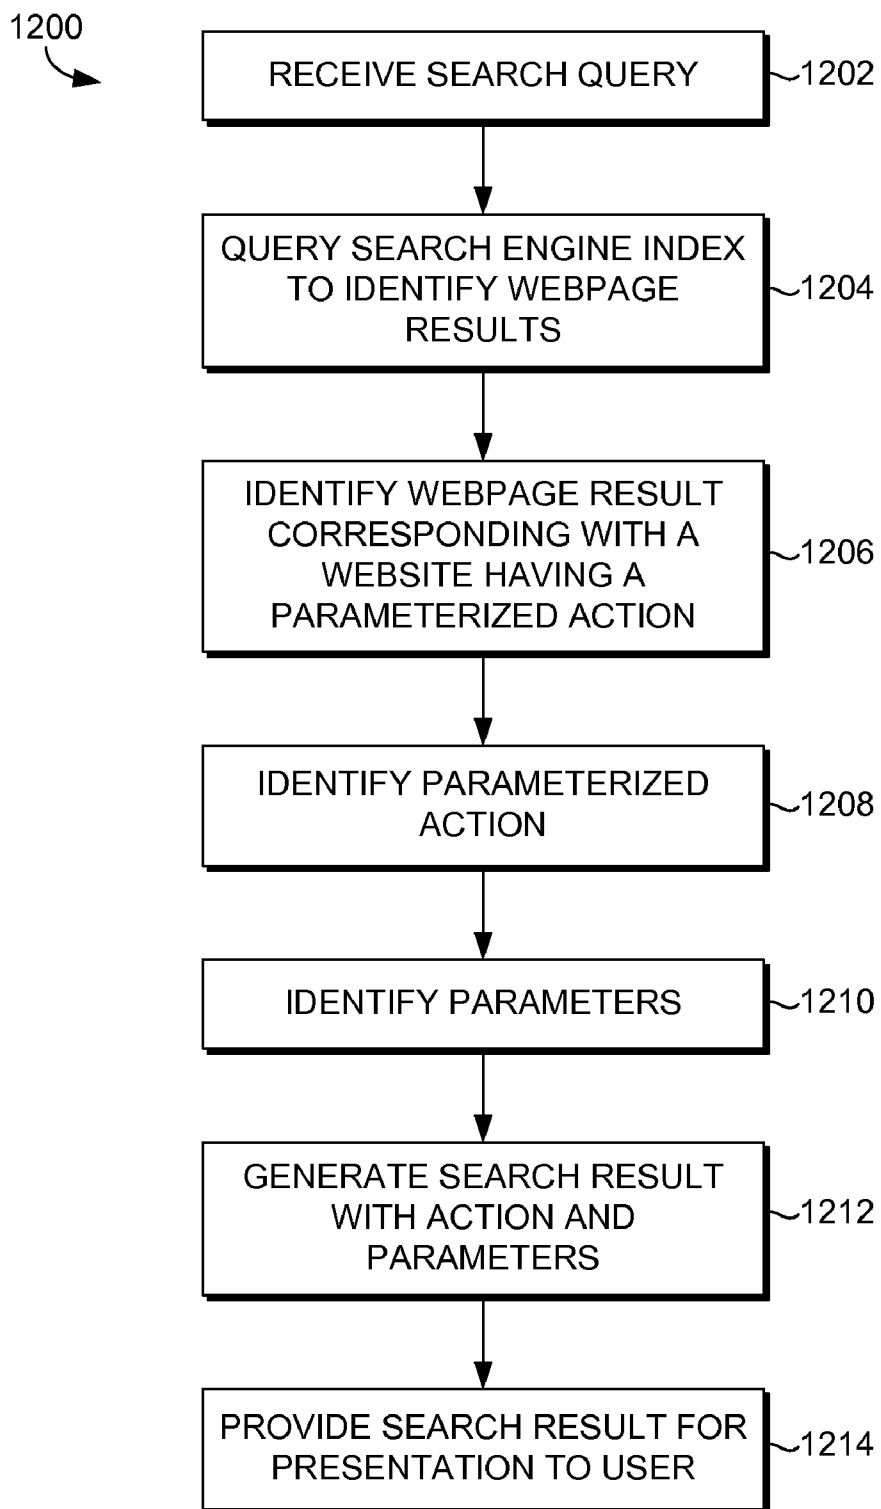 1200
RECEIVE SEARCH QUERY
1202
QUERY SEARCH ENGINE INDEX
TO IDENTIFY WEBPAGE
RESULTS
1204
IDENTIFY WEBPAGE RESULT
CORRESPONDING WITH A
WEBSITE HAVING A
PARAMETERIZED ACTION
1206
IDENTIFY PARAMETERIZED
ACTION
1208
IDENTIFY PARAMETERS
1210
GENERATE SEARCH RESULT
WITH ACTION AND
PARAMETERS
1212
PROVIDE SEARCH RESULT FOR
PRESENTATION TO USER
1214